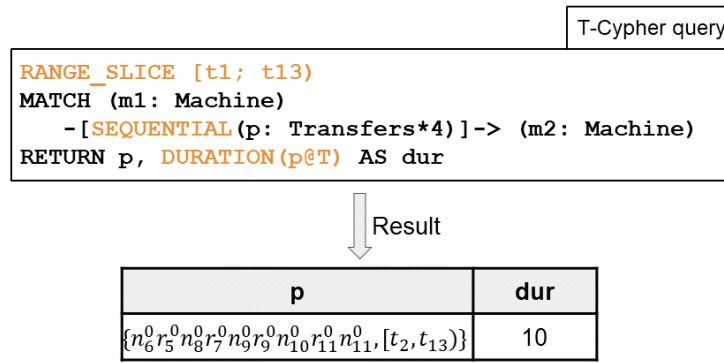 T-Cypher query
RANGE_SLICE [t1; t13)
MATCH (m1: Machine)
-[SEQUENTIAL(p: Transfers*4)]-> (m2: Machine)
RETURN p, DURATION(p@T) AS dur
Result
p dur
{n₆⁰r₅⁰n₈⁰r₇⁰n₉⁰r₉⁰n₁₀⁰r₁₁⁰n₁₁⁰, [t₂, t₁₃)} 10